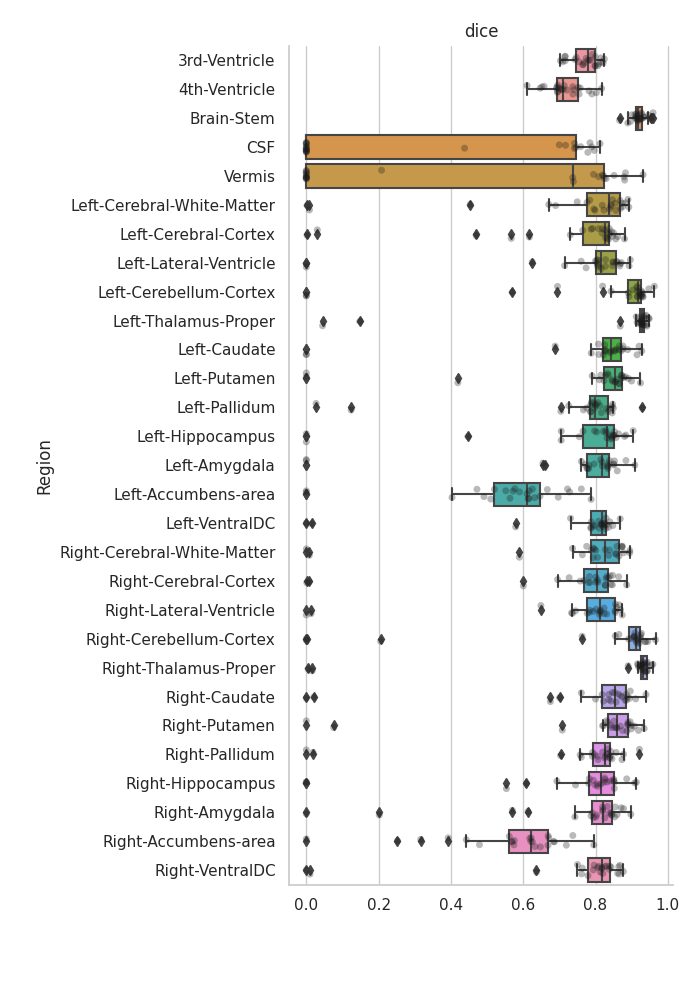 dice
3rd-Ventricle
4th-Ventricle
Brain-Stem
CSF
Vermis
Left-Cerebral-White-Matter
Left-Cerebral-Cortex
Left-Lateral-Ventricle
Left-Cerebellum-Cortex
Left-Thalamus-Proper
Left-Caudate
Left-Putamen
Left-Pallidum
Left-Hippocampus
Left-Amygdala
Left-Accumbens-area
Left-VentralDC
Right-Cerebral-White-Matter
Right-Cerebral-Cortex
Right-Lateral-Ventricle
Right-Cerebellum-Cortex
Right-Thalamus-Proper
Right-Caudate
Right-Putamen
Right-Pallidum
Right-Hippocampus
Right-Amygdala
Right-Accumbens-area
Right-VentralDC
Region
0.0 0.2 0.4 0.6 0.8 1.0